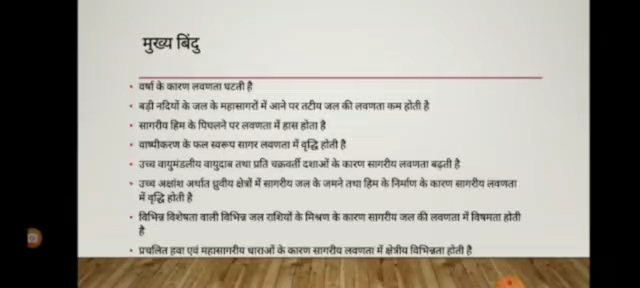 मुख्य बिंदु
• वर्षा के कारण लवणता घटती है
• बड़ी नदियों के जल के महासागरों में आने पर तटीय जल की लवणता कम होती है
• सागरीय हिम के पिघलने पर लवणता में ह्रास होता है
• वाष्पीकरण के फल स्वरूप सागर लवणता में वृद्धि होती है
• उच्च वायुमंडलीय वायुदाब तथा प्रति चक्रवर्ती दशाओं के कारण सागरीय लवणता बढ़ती है
• उच्च अक्षांश अर्थात ध्रुवीय क्षेत्रों में सागरीय जल के जमने तथा हिम के निर्माण के कारण सागरीय लवणता
में वृद्धि होती है
• विभिन्न विशेषता वाली विभिन्न जल राशियों के मिश्रण के कारण सागरीय जल की लवणता में विषमता होती
है
• प्रचलित हवा एवं महासागरीय धाराओं के कारण सागरीय लवणता में क्षेत्रीय विभिन्नता होती है